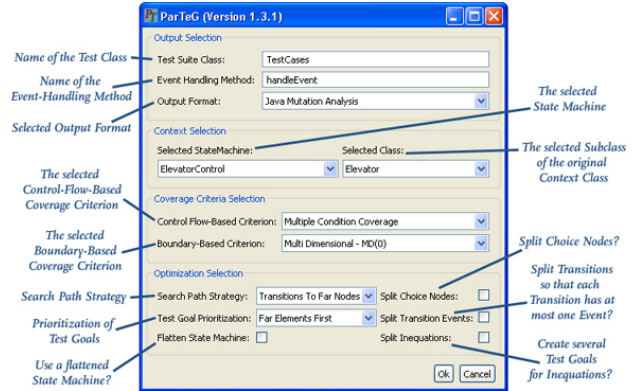 ParTeG (Version 1.3.1)
Output Selection
Name of the Test Class
Test Suite Class: TestCases
Name of the
Event-Handling Method
Event Handling Method: handleEvent
Selected Output Format
Output Format: Java Mutation Analysis
The selected
State Machine
Context Selection
Selected StateMachine: Selected Class:
ElevatorControl Elevator
The selected Subclass
of the original
Context Class
The selected
Control-Flow-Based
Coverage Criterion
Coverage Criteria Selection
Control Flow-Based Criterion: Multiple Condition Coverage
The selected
Boundary-Based
Coverage Criterion
Boundary-Based Criterion: Multi Dimensional - MD(0)
Split Choice Nodes?
Optimization Selection
Search Path Strategy
Search Path Strategy: Transitions To Far Nodes Split Choice Nodes:
Split Transitions
so that each
Transition has at
most one Event?
Prioritization of
Test Goals
Test Goal Prioritization: Far Elements First Split Transition Events:
Flatten State Machine: Split Inequations:
Use a flattened
State Machine?
Create several
Test Goals
for Inequations?
Ok Cancel